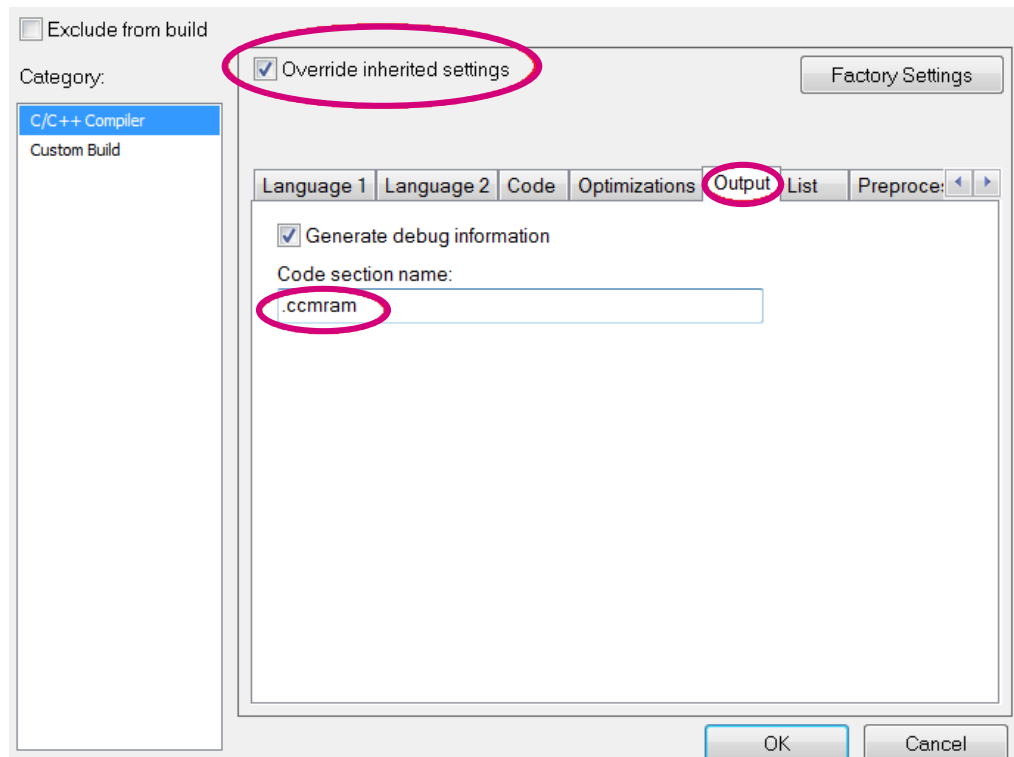 Exclude from build
Category:
Override inherited settings
Factory Settings
C/C++ Compiler
Custom Build
Language 1 Language 2 Code Optimizations Output List Preproce:
Generate debug information
Code section name:
.ccmram
OK Cancel